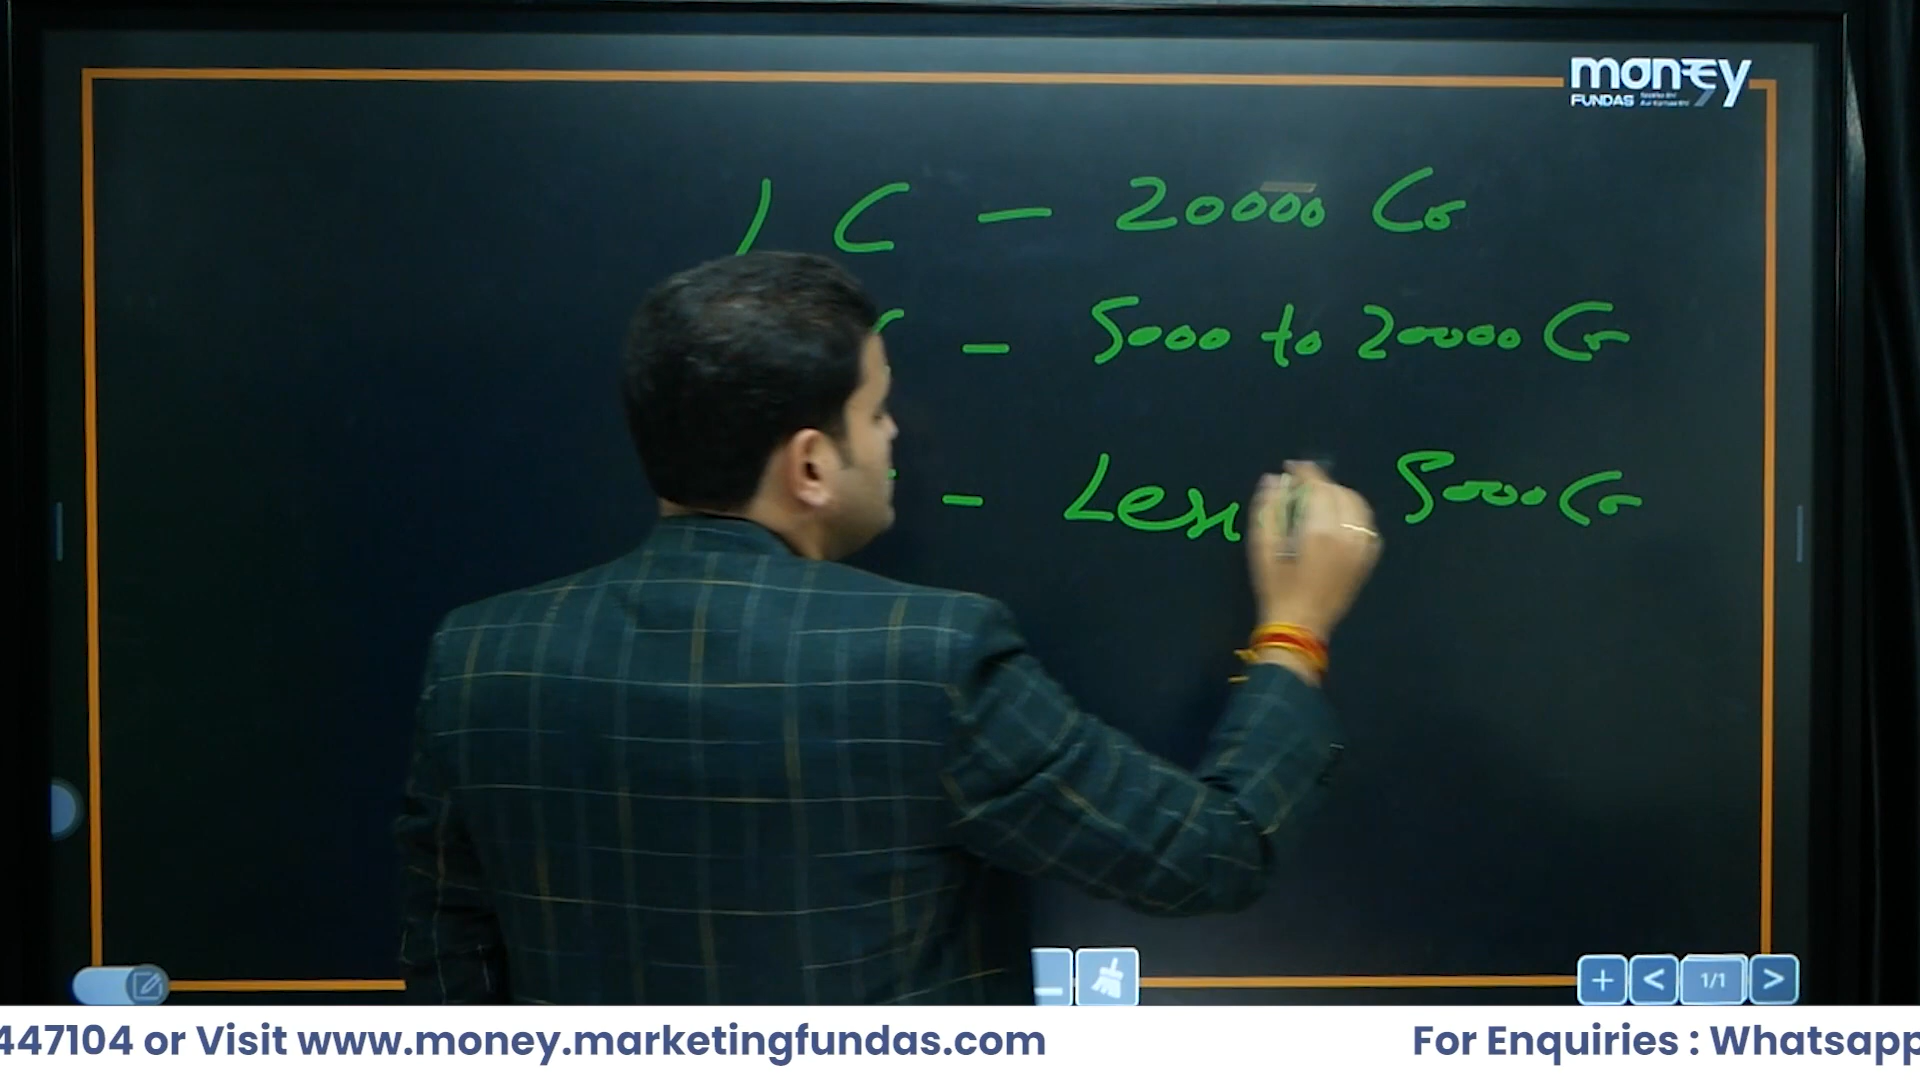 money
FUNDAS
LC - 20000 Cr
C - 5000 to 20000 Cr
- Less 5000 Cr
1/1
447104 or Visit www.money.marketingfundas.com For Enquiries : Whatsapp